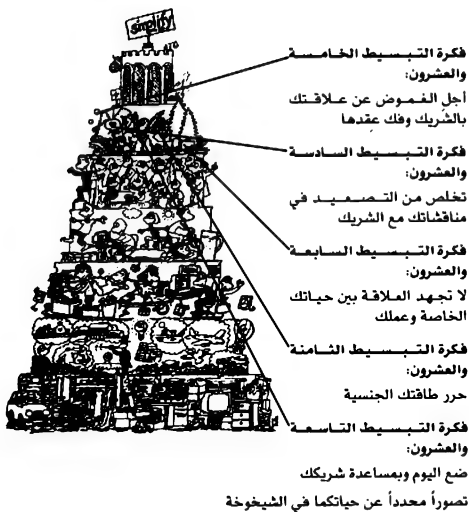 simplify
فكرة التبسيط الخامسة
والعشرون:
أجلِ الغموض عن علاقتك
بالشريك وفك عقدها
فكرة التبسيط السادسة
والعشرون:
تخلص من التصعيد في
مناقشاتك مع الشريك
فكرة التبسيط السابعة
والعشرون:
لا تجهد العلاقة بين حياتك
الخاصة وعملك
فكرة التبسيط الثامنة
والعشرون:
حرر طاقتك الجنسية
فكرة التبسيط التاسعة
والعشرون:
ضع اليوم وبمساعدة شريكك
تصوراً محدداً عن حياتكما في الشيخوخة